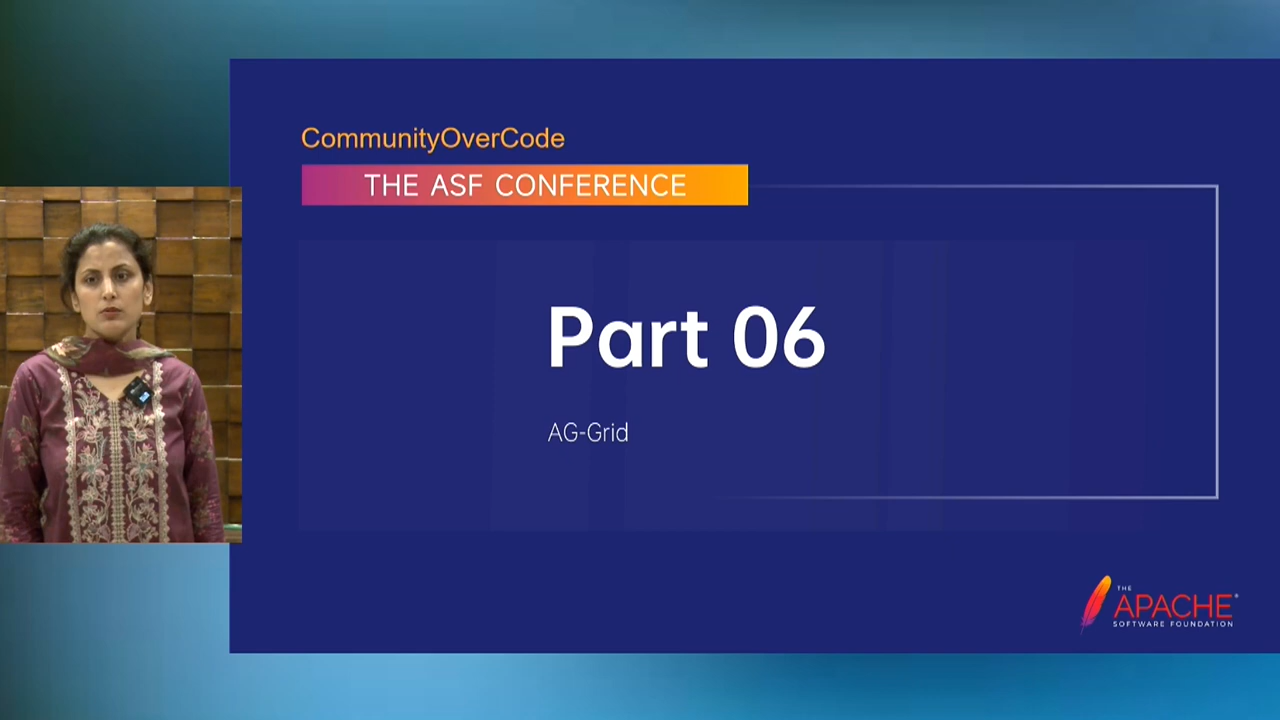 CommunityOverCode
THE ASF CONFERENCE
Part 06
AG-Grid
THE
APACHE®
SOFTWARE FOUNDATION